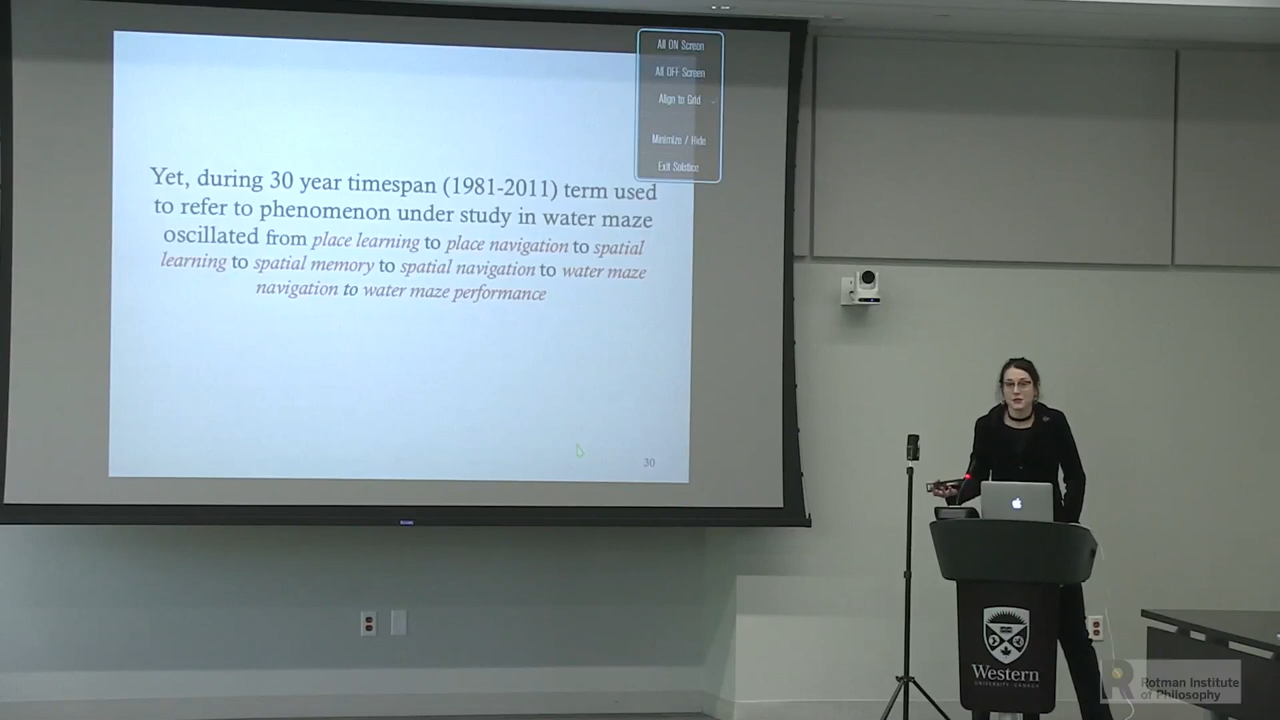 All ON Screen
All OFF Screen
Align to Grid
Minimize / Hide
Exit Solstice
Yet, during 30 year timespan (1981-2011) term used
to refer to phenomenon under study in water maze
oscillated from place learning to place navigation to spatial
learning to spatial memory to spatial navigation to water maze
navigation to water maze performance
30
Western
UNIVERSITY · CANADA
Rotman Institute
of Philosophy